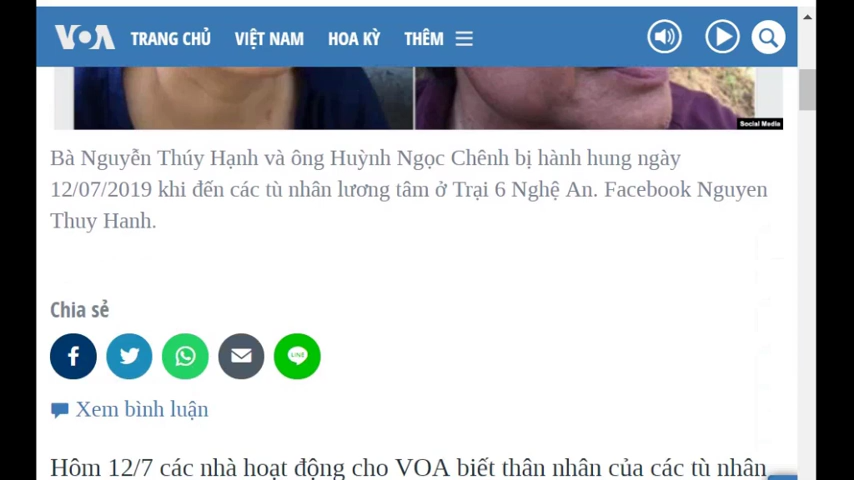 VOA TRANG CHỦ VIỆT NAM HOA KỲ THÊM
Social Media
Bà Nguyễn Thúy Hạnh và ông Huỳnh Ngọc Chênh bị hành hung ngày
12/07/2019 khi đến các tù nhân lương tâm ở Trại 6 Nghệ An. Facebook Nguyen
Thuy Hanh.
Chia sẻ
LINE
Xem bình luận
Hôm 12/7 các nhà hoạt động cho VOA biết thân nhân của các tù nhân